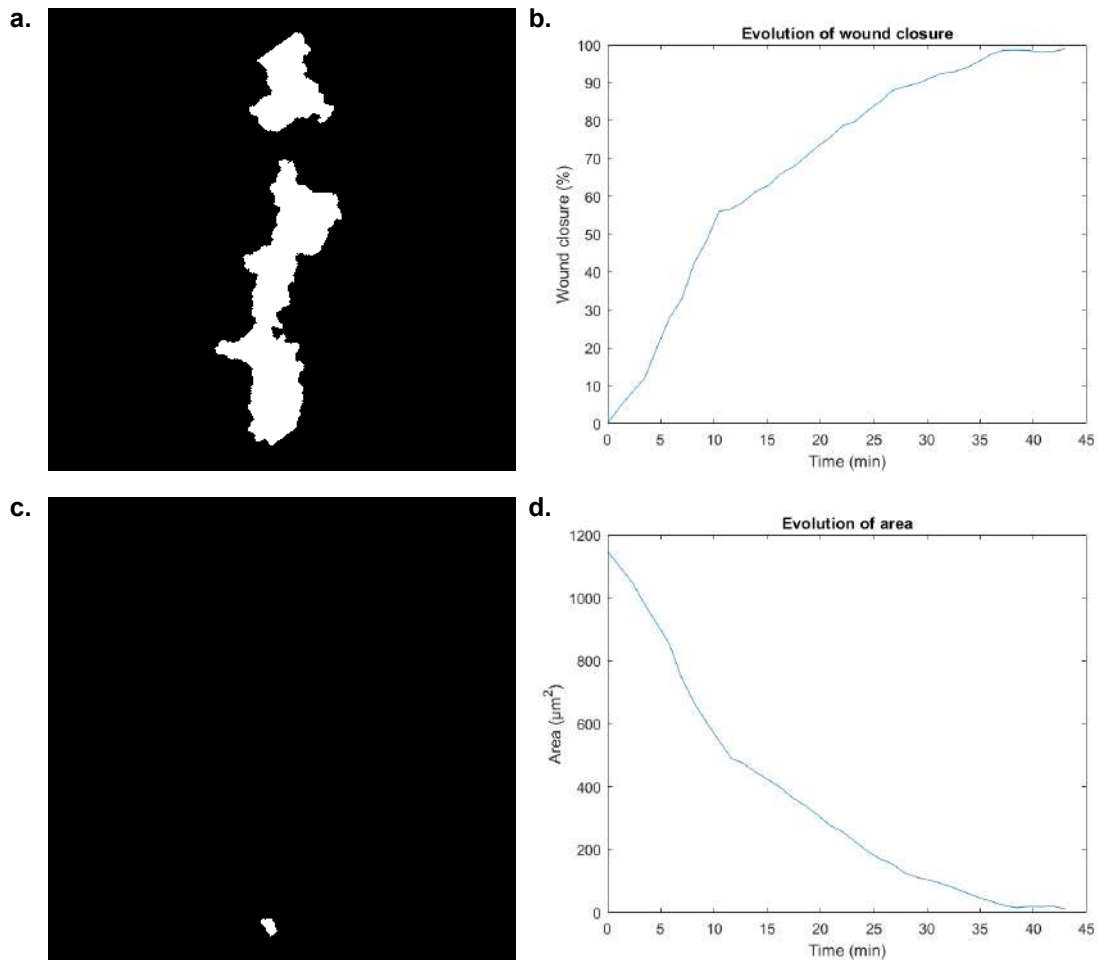 a.
b.
Evolution of wound closure
100
90
80
70
60
50
40
30
20
10
0
Wound closure (%)
0 5 10 15 20 25 30 35 40 45
Time (min)
c.
d.
Evolution of area
1200
1000
800
600
400
200
0
Area (µm²)
0 5 10 15 20 25 30 35 40 45
Time (min)